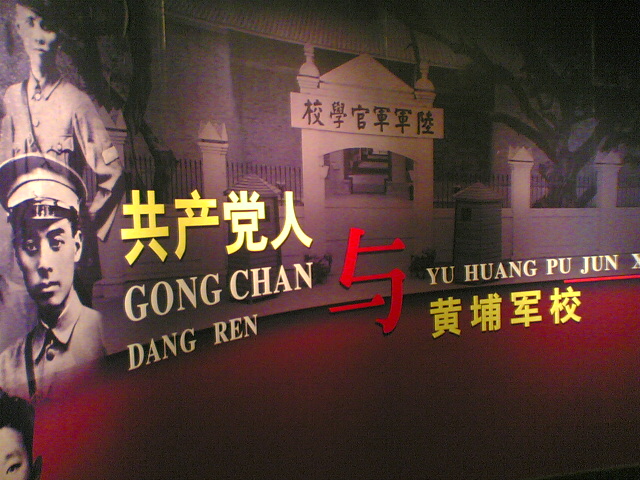 陸軍軍官學校
共产党人
GONG CHAN
DANG REN
与
YU HUANG PU JUN X
黄埔军校